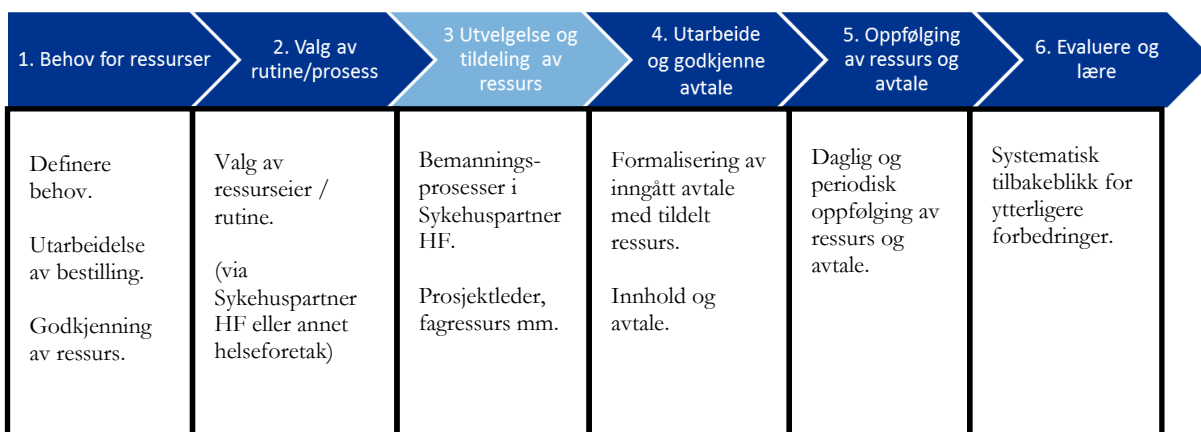 1. Behov for ressurser
2. Valg av
rutine/prosess
3 Utvelgelse og
tildeling av
ressurs
4. Utarbeide
og godkjenne
avtale
5. Oppfølging
av ressurs og
avtale
6. Evaluere og
lære
Definere
behov.
Utarbeidelse
av bestilling.
Godkjenning
av ressurs.
Valg av
ressurseier /
rutine.
(via
Sykehuspartner
HF eller annet
helseforetak)
Bemannings-
prosesser i
Sykehuspartner
HF.
Prosjektleder,
fagressurs mm.
Formalisering av
inngått avtale
med tildelt
ressurs.
Innhold og
avtale.
Daglig og
periodisk
oppfølging av
ressurs og
avtale.
Systematisk
tilbakeblikk for
ytterligere
forbedringer.